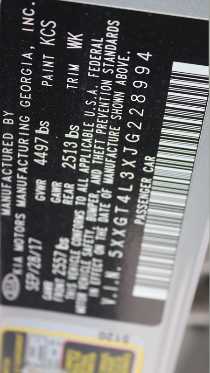 MANUFACTURED BY
KIA MOTORS MANUFACTURING GEORGIA, INC.
SEP/28/17 GVWR 4497 lbs PAINT KCS
GAWR FRONT 2557 lbs GAWR REAR 2513 lbs TRIM WK
THIS VEHICLE CONFORMS TO ALL APPLICABLE U.S.A. FEDERAL
MOTOR VEHICLE SAFETY, BUMPER, AND THEFT PREVENTION STANDARDS
IN EFFECT ON THE DATE OF MANUFACTURE SHOWN ABOVE.
V.I.N. 5XXGT4L3XJG228994
PASSENGER CAR